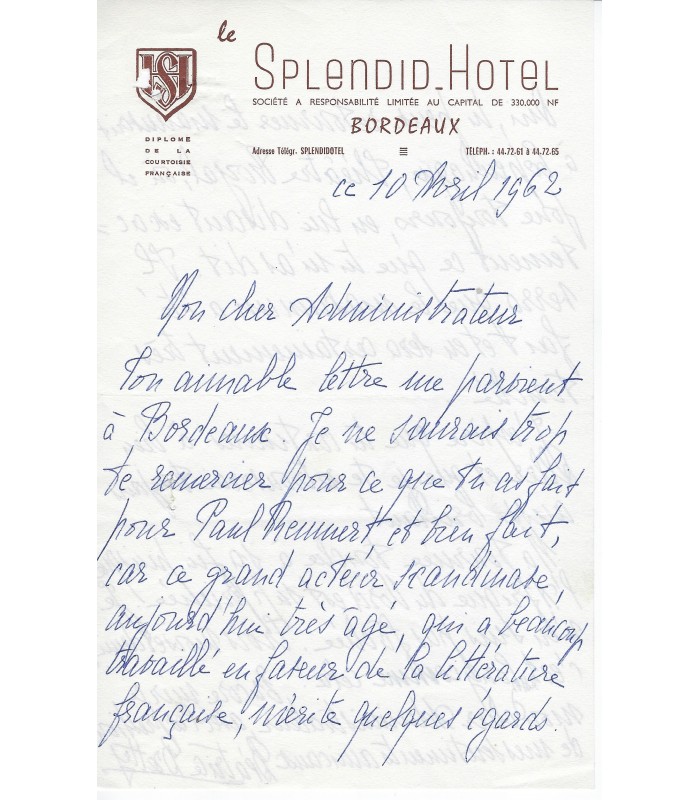 le
SPLENDID-HOTEL
SOCIÉTÉ A RESPONSABILITÉ LIMITÉE AU CAPITAL DE 330.000 NF
BORDEAUX
SH
DIPLOME
DE LA
COURTOISIE
FRANÇAISE
Adresse Télégr. SPLENDIDOTEL
TÉLÉPH. : 44.72-61 à 44.72.65
ce 10 Avril 1962
Mon cher Administrateur
Ton aimable lettre me parvient
à Bordeaux. Je ne saurais trop
te remercier pour ce que tu as fait
pour Paul Reumert, et bien fait,
car ce grand acteur scandinave,
aujourd'hui très âgé, qui a beaucoup
travaillé en faveur de la littérature
française, mérite quelques égards.